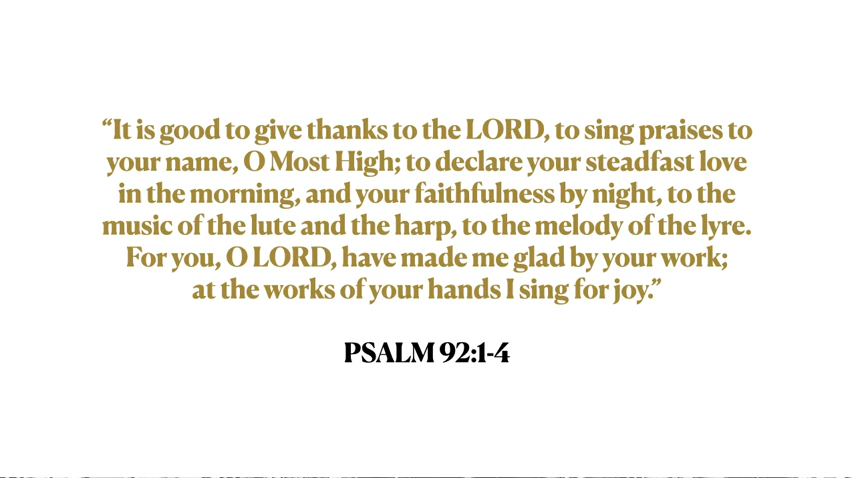 “It is good to give thanks to the LORD, to sing praises to
your name, O Most High; to declare your steadfast love
in the morning, and your faithfulness by night, to the
music of the lute and the harp, to the melody of the lyre.
For you, O LORD, have made me glad by your work;
at the works of your hands I sing for joy.”
PSALM 92:1-4